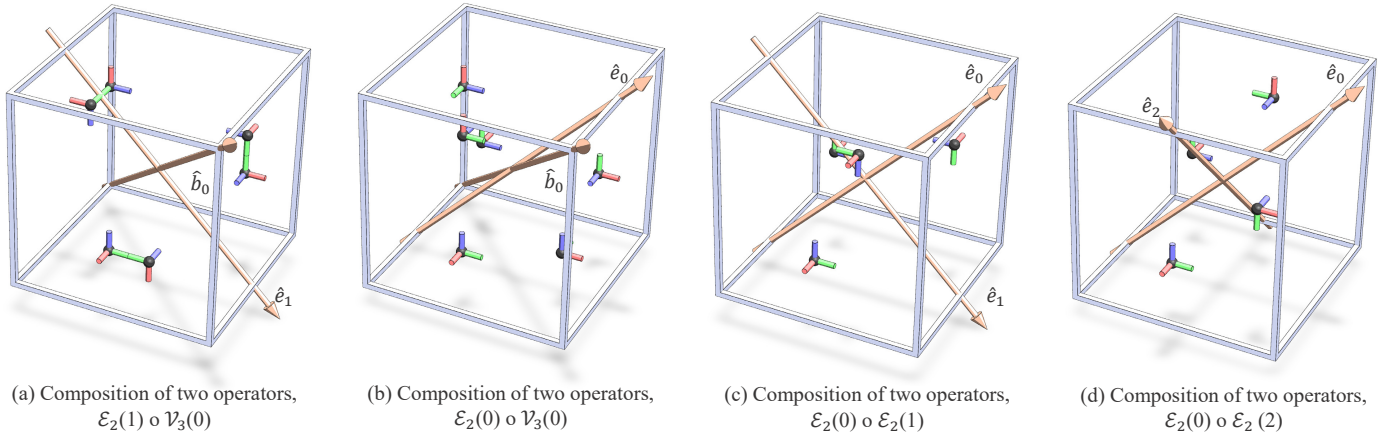 ê₀
ê₀
ê₀
ê₂
b̂₀
b̂₀
ê₁
ê₁
(a) Composition of two operators,
ℰ₂(1) o 𝒱₃(0)
(b) Composition of two operators,
ℰ₂(0) o 𝒱₃(0)
(c) Composition of two operators,
ℰ₂(0) o ℰ₂(1)
(d) Composition of two operators,
ℰ₂(0) o ℰ₂ (2)